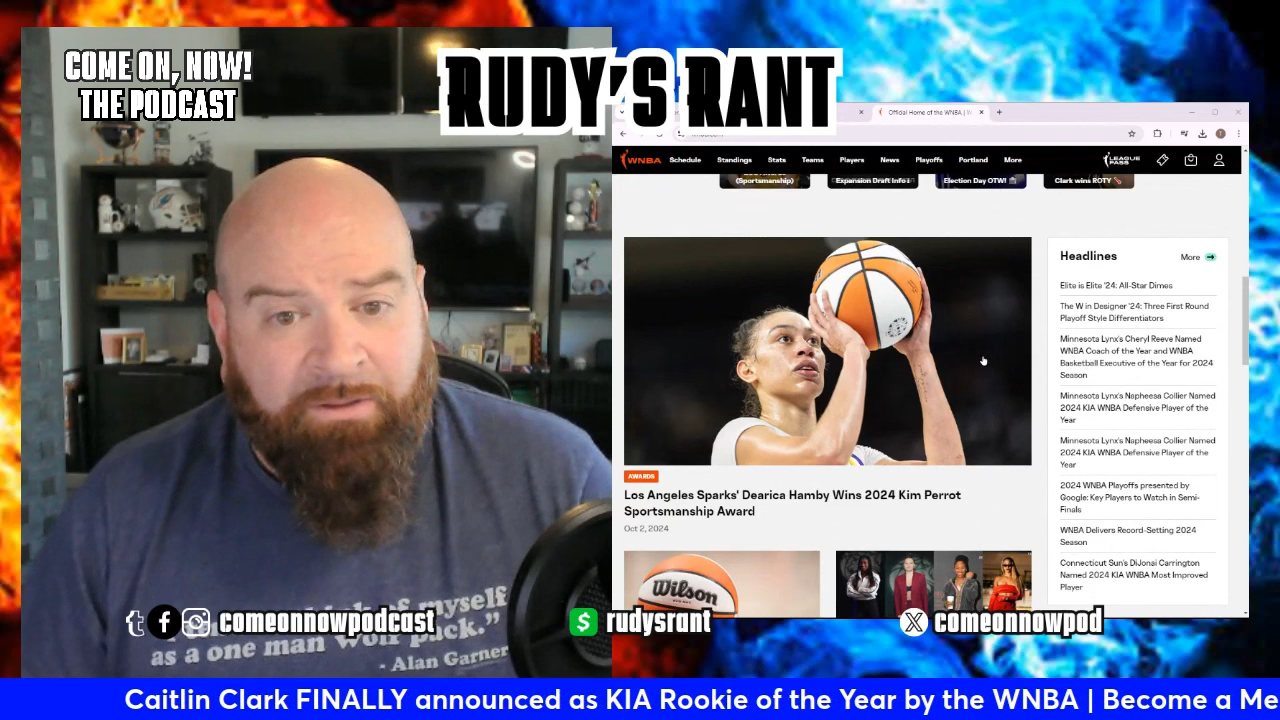 COME ON, NOW!
THE PODCAST
RUDY'S RANT
Official Home of the WNBA | W
WNBA
Schedule
Standings
Stats
Teams
Players
News
Playoffs
Portland
More
LEAGUE
PASS
(Sportsmanship)
Expansion Draft Info
Election Day OTW!
Clark wins ROTY
Headlines
More
Elite is Elite '24: All-Star Dimes
The W in Designer '24: Three First Round
Playoff Style Differentiators
Minnesota Lynx's Cheryl Reeve Named
WNBA Coach of the Year and WNBA
Basketball Executive of the Year for 2024
Season
Minnesota Lynx's Napheesa Collier Named
2024 KIA WNBA Defensive Player of the
Year
Minnesota Lynx's Napheesa Collier Named
2024 KIA WNBA Defensive Player of the
Year
2024 WNBA Playoffs presented by
Google: Key Players to Watch in Semi-
Finals
WNBA Delivers Record-Setting 2024
Season
Connecticut Sun's DiJonai Carrington
Named 2024 KIA WNBA Most Improved
Player
AWARDS
Los Angeles Sparks' Dearica Hamby Wins 2024 Kim Perrot
Sportsmanship Award
Oct 2, 2024
Wilson
of myself
as a one man wolf pack."
- Alan Garner
comeonnowpodcast
rudysrant
comeonnowpod
Caitlin Clark FINALLY announced as KIA Rookie of the Year by the WNBA | Become a Me